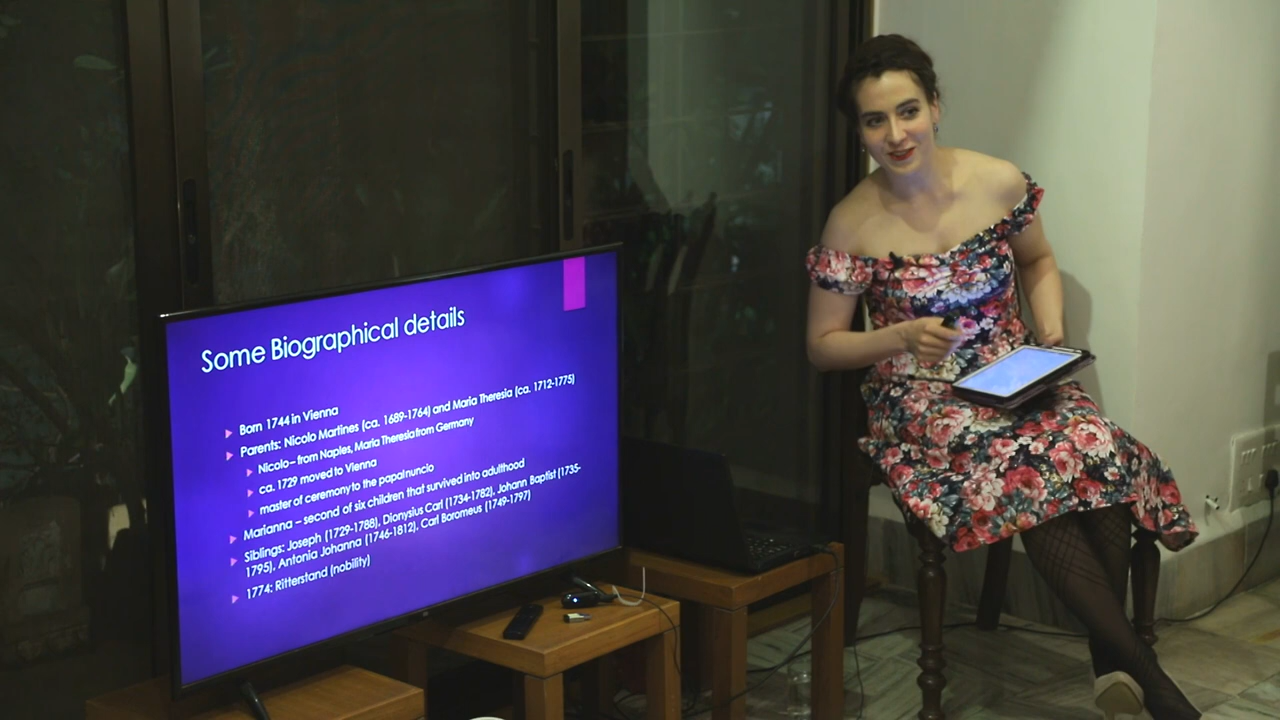 Some Biographical details
Born 1744 in Vienna
Parents: Nicolo Martines (ca. 1689-1764) and Maria Theresia (ca. 1712-1775)
Nicolo – from Naples, Maria Theresia from Germany
ca. 1729 moved to Vienna
master of ceremony to the papal nuncio
Marianna – second of six children that survived into adulthood
Siblings: Joseph (1729-1788), Dionysius Carl (1734-1782), Johann Baptist (1735-
1795), Antonia Johanna (1746-1812), Carl Boromeus (1749-1797)
1774: Ritterstand (nobility)